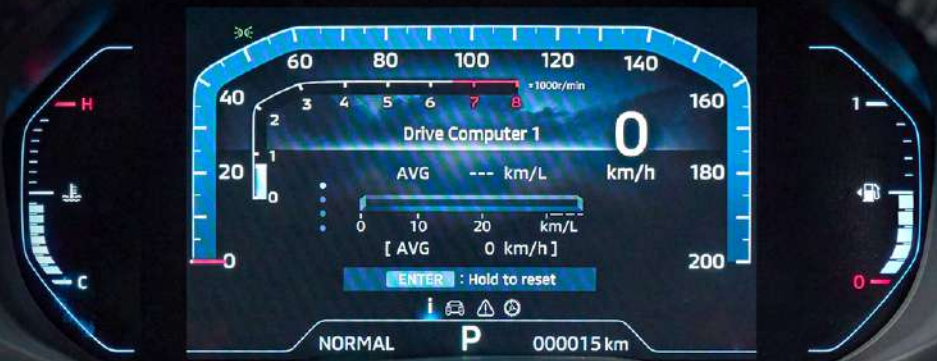 60 80 100 120 140
H
40
3 4 5 6 7 8
×1000r/min
160
1
2
Drive Computer 1
0
km/h
1
20
AVG --- km/L
180
0
0 10 20 km/L
[ AVG 0 km/h ]
0
200
C
ENTER : Hold to reset
0
i
NORMAL P 000015 km